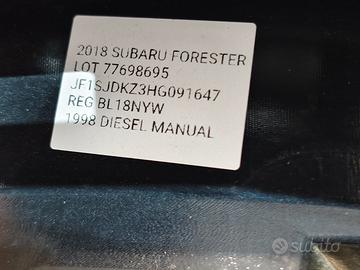 2018 SUBARU FORESTER
LOT 77698695
JF1SJDKZ3HG091647
REG BL18NYW
1998 DIESEL MANUAL
subito